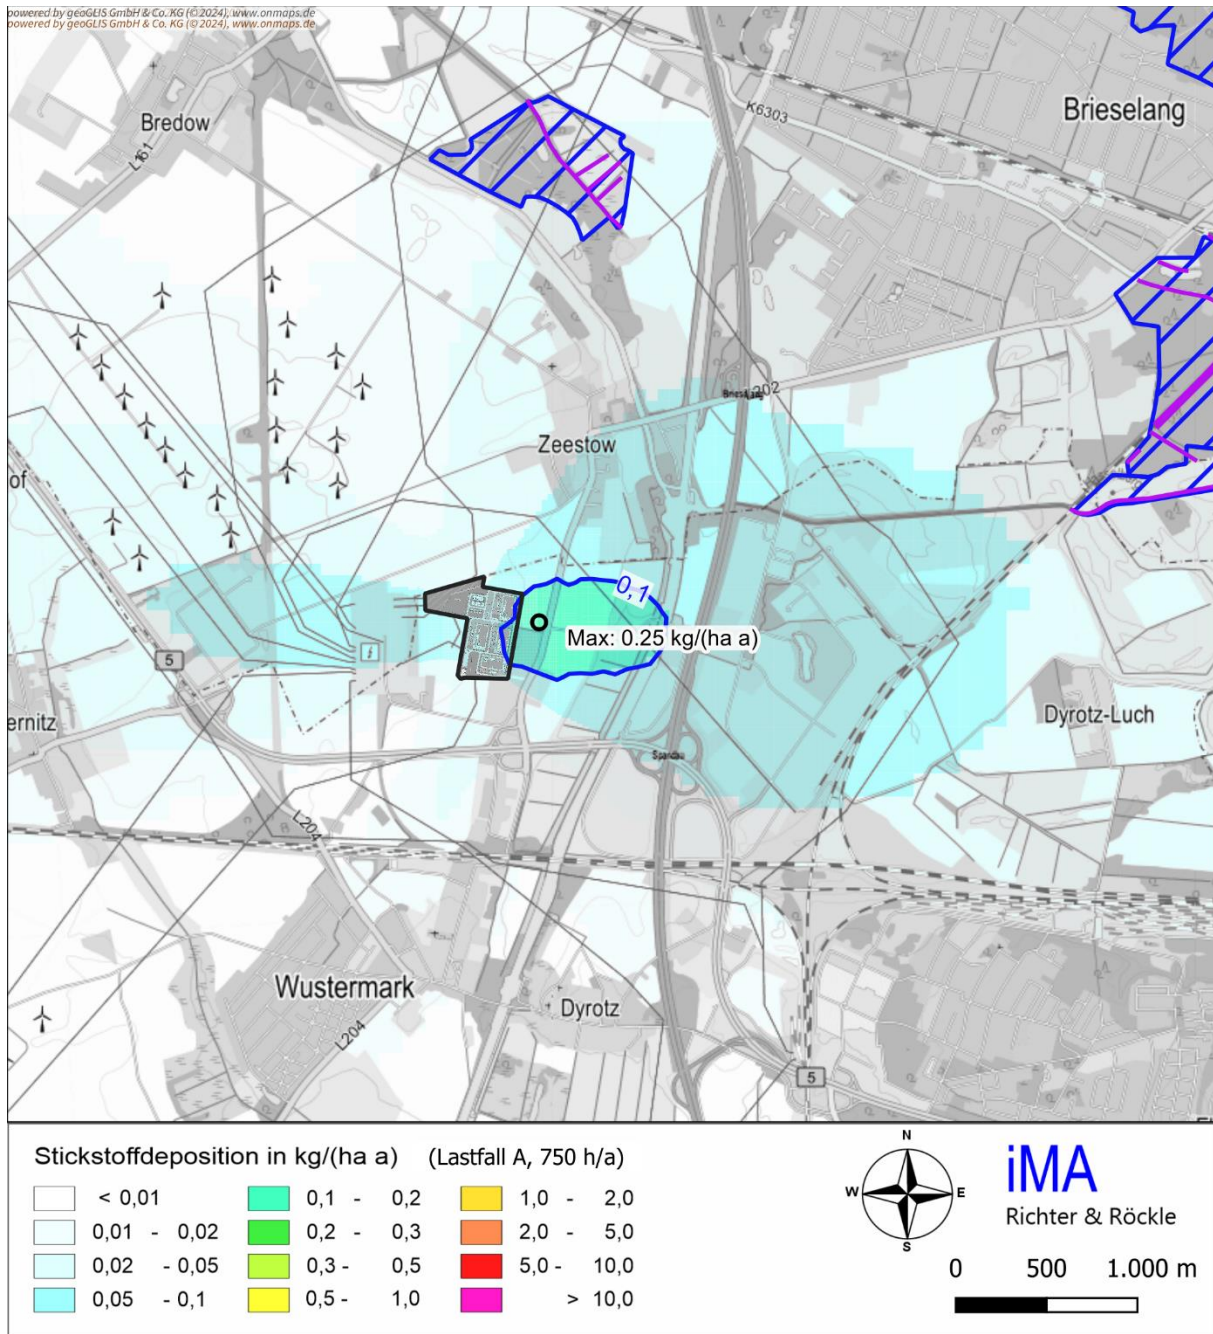 powered by geoGLIS GmbH & Co. KG (©2024), www.onmaps.de
powered by geoGLIS GmbH & Co. KG (©2024), www.onmaps.de
Bredow
L161
K6303
Brieselang
L202
Zeestow
of
0,1
Max: 0.25 kg/(ha a)
5
ernitz
Dyrotz-Luch
Spandau
L204
Wustermark
Dyrotz
L204
5
Stickstoffdeposition in kg/(ha a) (Lastfall A, 750 h/a)
< 0,01
0,01 - 0,02
0,02 - 0,05
0,05 - 0,1
0,1 - 0,2
0,2 - 0,3
0,3 - 0,5
0,5 - 1,0
1,0 - 2,0
2,0 - 5,0
5,0 - 10,0
> 10,0
N
W E
S
iMA
Richter & Röckle
0 500 1.000 m